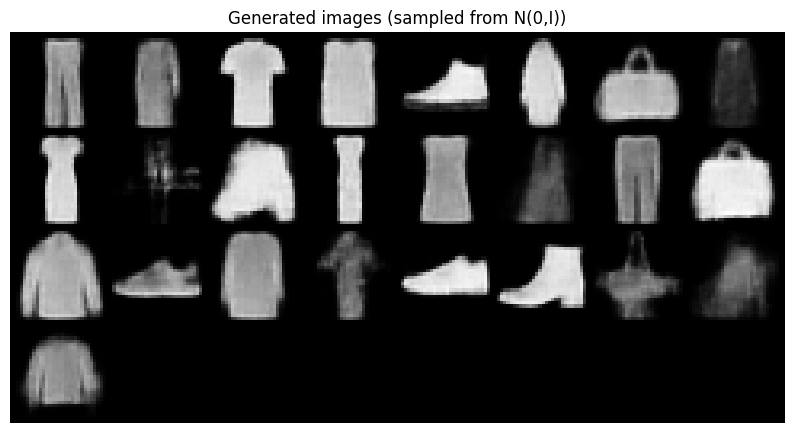 Generated images (sampled from N(0,I))